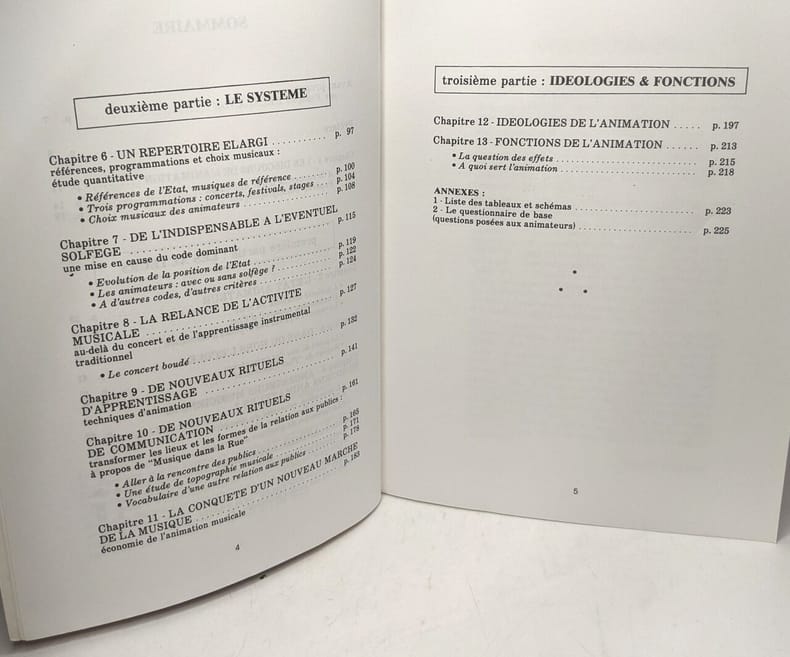 deuxième partie : LE SYSTEME
Chapitre 6 - UN REPERTOIRE ELARGI .......... p. 97
références, programmations et choix musicaux :
étude quantitative
• Références de l'Etat, musiques de référence ......... p. 100
• Trois programmations : concerts, festivals, stages ... p. 104
• Choix musicaux des animateurs ............. p. 108
Chapitre 7 - DE L'INDISPENSABLE A L'EVENTUEL
SOLFEGE .......... p. 115
une mise en cause du code dominant
• Evolution de la position de l'Etat .......... p. 119
• Les animateurs : avec ou sans solfège ? .......... p. 122
• A d'autres codes, d'autres critères .......... p. 124
Chapitre 8 - LA RELANCE DE L'ACTIVITE
MUSICALE .......... p. 127
au-delà du concert et de l'apprentissage instrumental
traditionnel
• Le concert boudé .......... p. 132
Chapitre 9 - DE NOUVEAUX RITUELS
D'APPRENTISSAGE .......... p. 141
techniques d'animation
Chapitre 10 - DE NOUVEAUX RITUELS
DE COMMUNICATION .......... p. 161
transformer les lieux et les formes de la relation aux publics :
à propos de "Musique dans la Rue"
• Aller à la rencontre des publics .......... p. 165
• Une étude de topographie musicale .......... p. 171
• Vocabulaire d'une autre relation aux publics .......... p. 178
Chapitre 11 - LA CONQUETE D'UN NOUVEAU MARCHE
DE LA MUSIQUE .......... p. 183
économie de l'animation musicale
4
troisième partie : IDEOLOGIES & FONCTIONS
Chapitre 12 - IDEOLOGIES DE L'ANIMATION ..... p. 197
Chapitre 13 - FONCTIONS DE L'ANIMATION ...... p. 213
• La question des effets .......... p. 215
• A quoi sert l'animation .......... p. 218
ANNEXES :
1 - Liste des tableaux et schémas .......... p. 223
2 - Le questionnaire de base
(questions posées aux animateurs) .......... p. 225
5